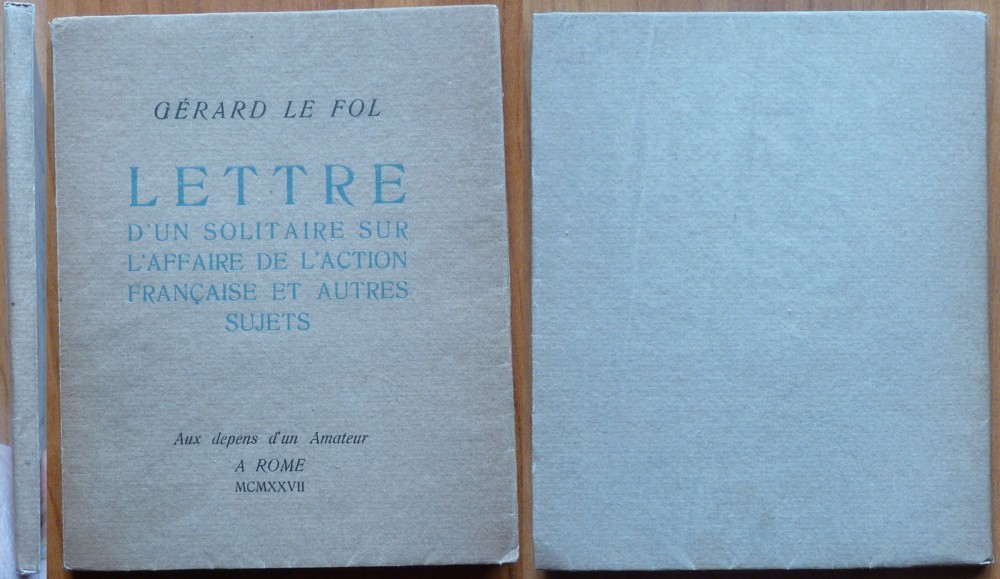 GÉRARD LE FOL
LETTRE
D'UN SOLITAIRE SUR
L'AFFAIRE DE L'ACTION
FRANÇAISE ET AUTRES
SUJETS
Aux depens d'un Amateur
A ROME
MCMXXVII